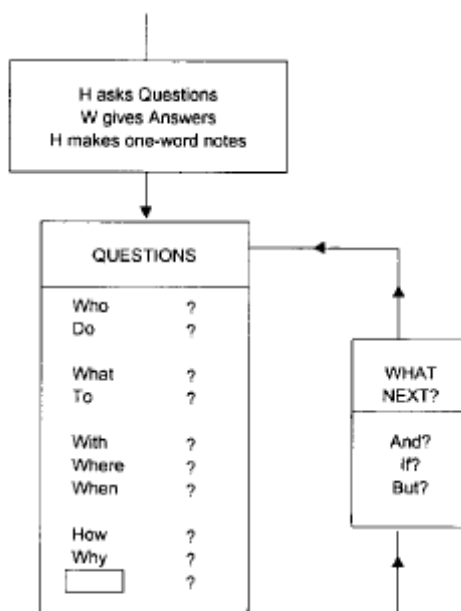 H asks Questions
W gives Answers
H makes one-word notes
QUESTIONS
Who ?
Do ?
What ?
To ?
With ?
Where ?
When ?
How ?
Why ?
?
WHAT
NEXT?
And?
If?
But?